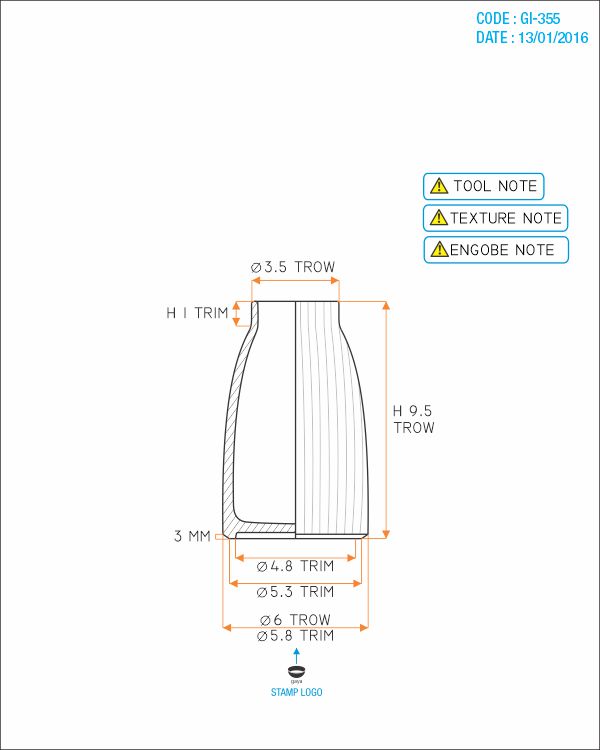 CODE : GI-355
DATE : 13/01/2016
TOOL NOTE
TEXTURE NOTE
ENGOBE NOTE
Ø3.5 TROW
H 1 TRIM
H 9.5
TROW
3 MM
Ø4.8 TRIM
Ø5.3 TRIM
Ø6 TROW
Ø5.8 TRIM
gaya
STAMP LOGO